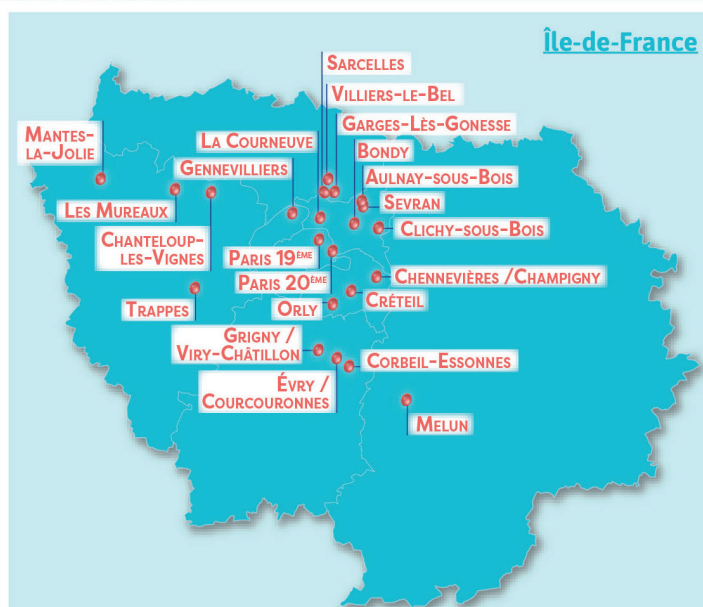 Île-de-France
SARCELLES
VILLIERS-LE-BEL
GARGES-LÈS-GONESSE
BONDY
AULNAY-SOUS-BOIS
SEVRAN
CLICHY-SOUS-BOIS
LA COURNEUVE
GENNEVILLIERS
MANTES-
LA-JOLIE
LES MUREAUX
CHANTELOUP-
LES-VIGNES
PARIS 19ÈME
PARIS 20ÈME
CHENNEVIÈRES /CHAMPIGNY
CRÉTEIL
ORLY
TRAPPES
GRIGNY /
VIRY-CHÂTILLON
CORBEIL-ESSONNES
ÉVRY /
COURCOURONNES
MELUN